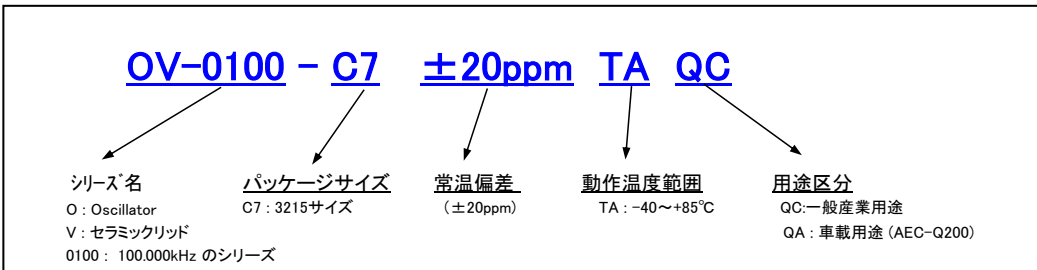 OV-0100 - C7 ±20ppm TA QC
シリーズ名 パッケージサイズ 常温偏差 動作温度範囲 用途区分
O : Oscillator C7 : 3215サイズ (±20ppm) TA : -40~+85℃ QC:一般産業用途
V : セラミックリッド QA : 車載用途 (AEC-Q200)
0100 : 100.000kHz のシリーズ